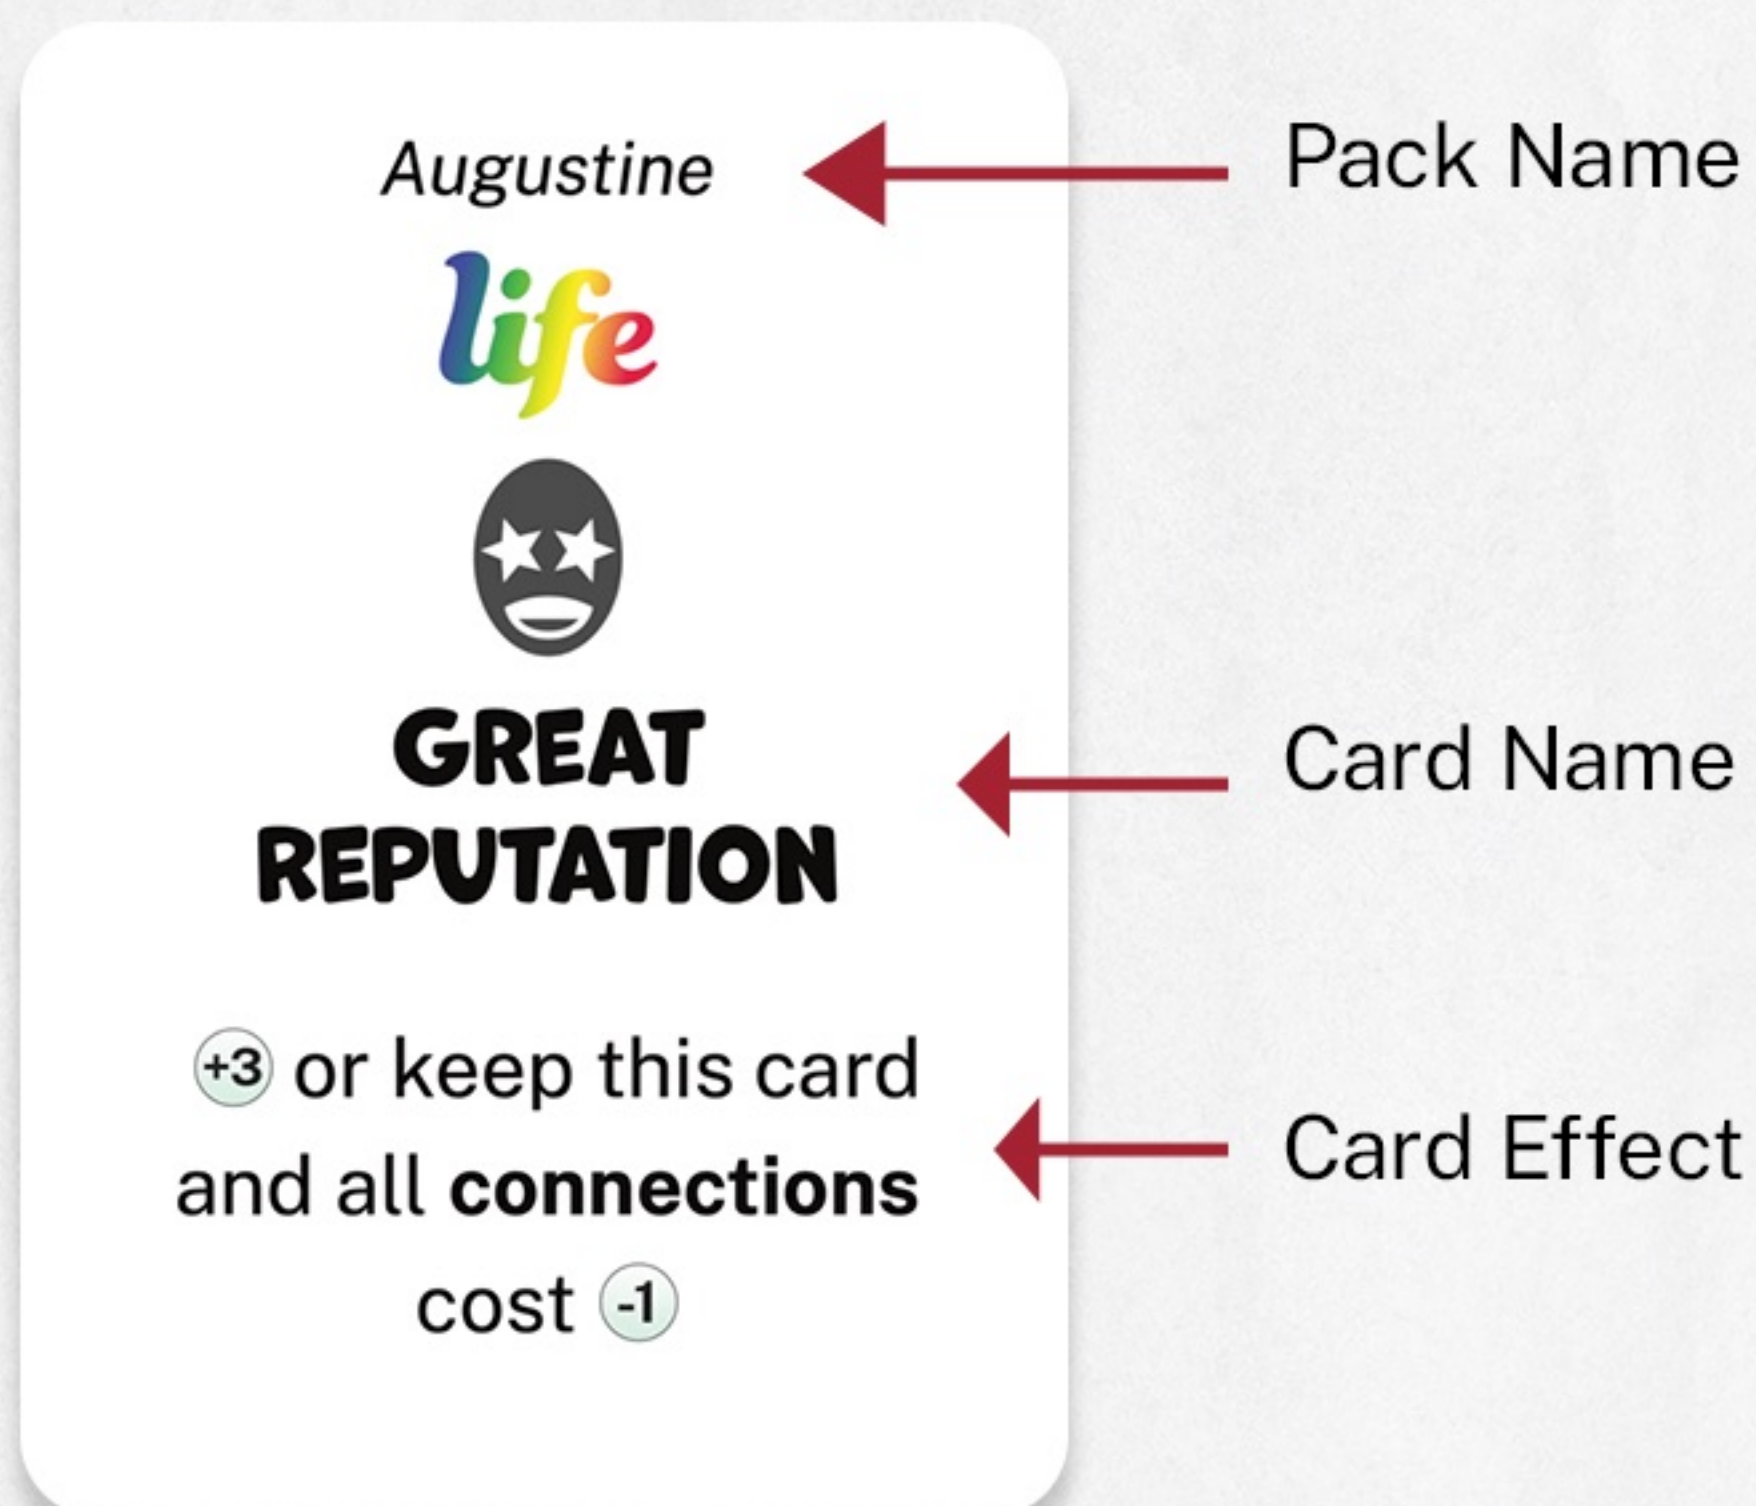 Augustine
Pack Name
life
GREAT
REPUTATION
Card Name
+3 or keep this card
and all connections
cost -1
Card Effect